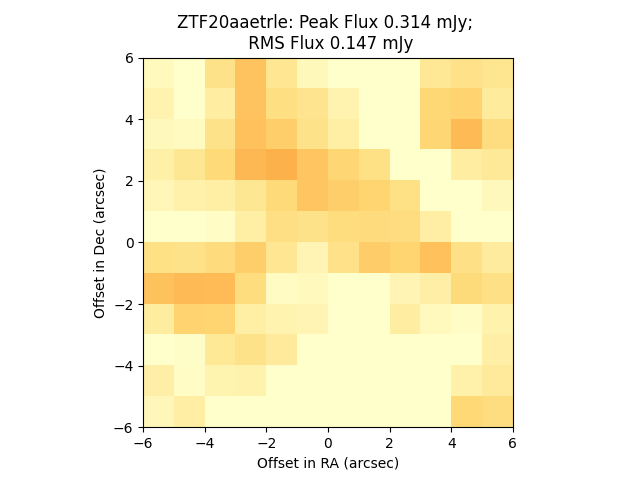 ZTF20aaetrle: Peak Flux 0.314 mJy;
RMS Flux 0.147 mJy
6
4
2
0
−2
−4
−6
Offset in Dec (arcsec)
−6 −4 −2 0 2 4 6
Offset in RA (arcsec)